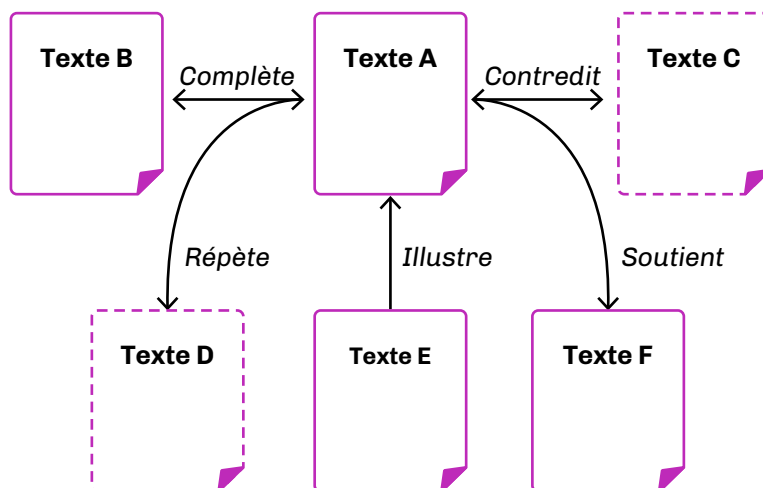 Texte B
Complète
Texte A
Contredit
Texte C
Répète
Illustre
Soutient
Texte D
Texte E
Texte F